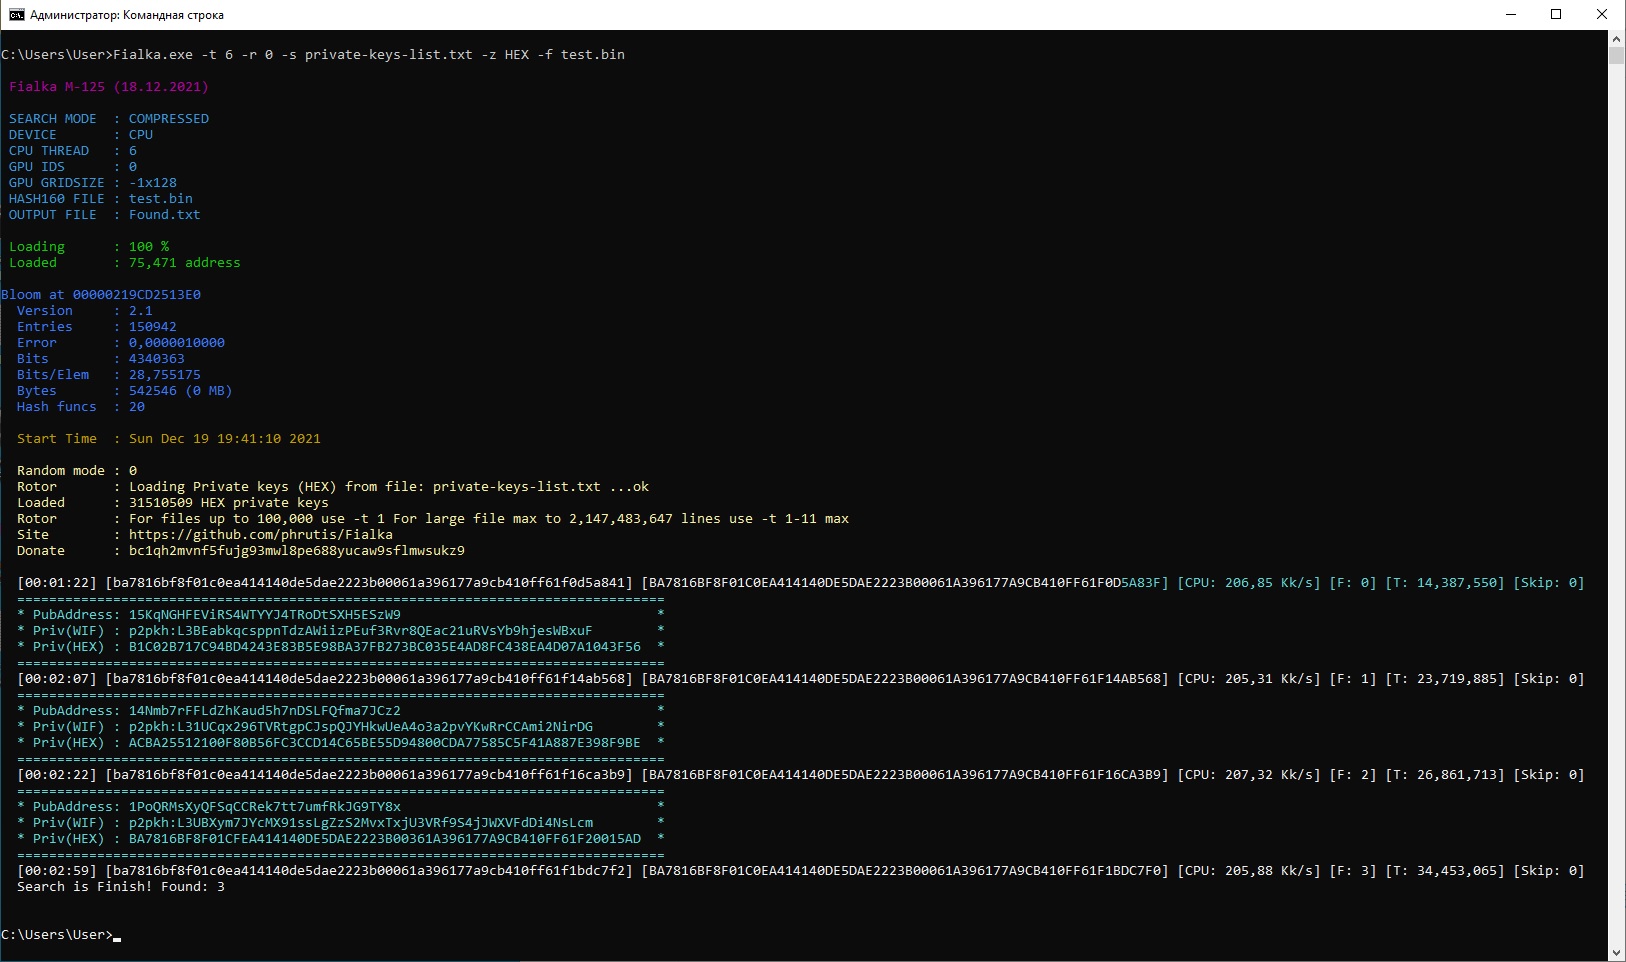 Администратор: Командная строка
C:\Users\User>Fialka.exe -t 6 -r 0 -s private-keys-list.txt -z HEX -f test.bin
Fialka M-125 (18.12.2021)
SEARCH MODE : COMPRESSED
DEVICE : CPU
CPU THREAD : 6
GPU IDS : 0
GPU GRIDSIZE : -1x128
HASH160 FILE : test.bin
OUTPUT FILE : Found.txt
Loading : 100 %
Loaded : 75,471 address
Bloom at 00000219CD2513E0
Version : 2.1
Entries : 150942
Error : 0,0000010000
Bits : 4340363
Bits/Elem : 28,755175
Bytes : 542546 (0 MB)
Hash funcs : 20
Start Time : Sun Dec 19 19:41:10 2021
Random mode : 0
Rotor : Loading Private keys (HEX) from file: private-keys-list.txt ...ok
Loaded : 31510509 HEX private keys
Rotor : For files up to 100,000 use -t 1 For large file max to 2,147,483,647 lines use -t 1-11 max
Site : https://github.com/phrutis/Fialka
Donate : bc1qh2mvnf5fujg93mwl8pe688yucaw9sflmwsukz9
[00:01:22] [ba7816bf8f01c0ea414140de5dae2223b00061a396177a9cb410ff61f0d5a841] [BA7816BF8F01C0EA414140DE5DAE2223B00061A396177A9CB410FF61F0D5A83F] [CPU: 206,85 Kk/s] [F: 0] [T: 14,387,550] [Skip: 0]
=================================================================================
* PubAddress: 15KqNGHFEViRS4WTYYJ4TRoDtSXH5ESzW9 *
* Priv(WIF) : p2pkh:L3BEabkqcsppnTdzAWiizPEuf3Rvr8QEac21uRVsYb9hjesWBxuF *
* Priv(HEX) : B1C02B717C94BD4243E83B5E98BA37FB273BC035E4AD8FC438EA4D07A1043F56 *
=================================================================================
[00:02:07] [ba7816bf8f01c0ea414140de5dae2223b00061a396177a9cb410ff61f14ab568] [BA7816BF8F01C0EA414140DE5DAE2223B00061A396177A9CB410FF61F14AB568] [CPU: 205,31 Kk/s] [F: 1] [T: 23,719,885] [Skip: 0]
=================================================================================
* PubAddress: 14Nmb7rFFLdZhKaud5h7nDSLFQfma7JCz2 *
* Priv(WIF) : p2pkh:L31UCqx296TVRtgpCJspQJYHkwUeA4o3a2pvYKwRrCCAmi2NirDG *
* Priv(HEX) : ACBA25512100F80B56FC3CCD14C65BE55D94800CDA77585C5F41A887E398F9BE *
=================================================================================
[00:02:22] [ba7816bf8f01c0ea414140de5dae2223b00061a396177a9cb410ff61f16ca3b9] [BA7816BF8F01C0EA414140DE5DAE2223B00061A396177A9CB410FF61F16CA3B9] [CPU: 207,32 Kk/s] [F: 2] [T: 26,861,713] [Skip: 0]
=================================================================================
* PubAddress: 1PoQRMsXyQFSqCCRek7tt7umfRkJG9TY8x *
* Priv(WIF) : p2pkh:L3UBXym7JYcMX91ssLgZzS2MvxTxjU3VRf9S4jJWXVFdDi4NsLcm *
* Priv(HEX) : BA7816BF8F01CFEA414140DE5DAE2223B00361A396177A9CB410FF61F20015AD *
=================================================================================
[00:02:59] [ba7816bf8f01c0ea414140de5dae2223b00061a396177a9cb410ff61f1bdc7f2] [BA7816BF8F01C0EA414140DE5DAE2223B00061A396177A9CB410FF61F1BDC7F0] [CPU: 205,88 Kk/s] [F: 3] [T: 34,453,065] [Skip: 0]
Search is Finish! Found: 3
C:\Users\User>